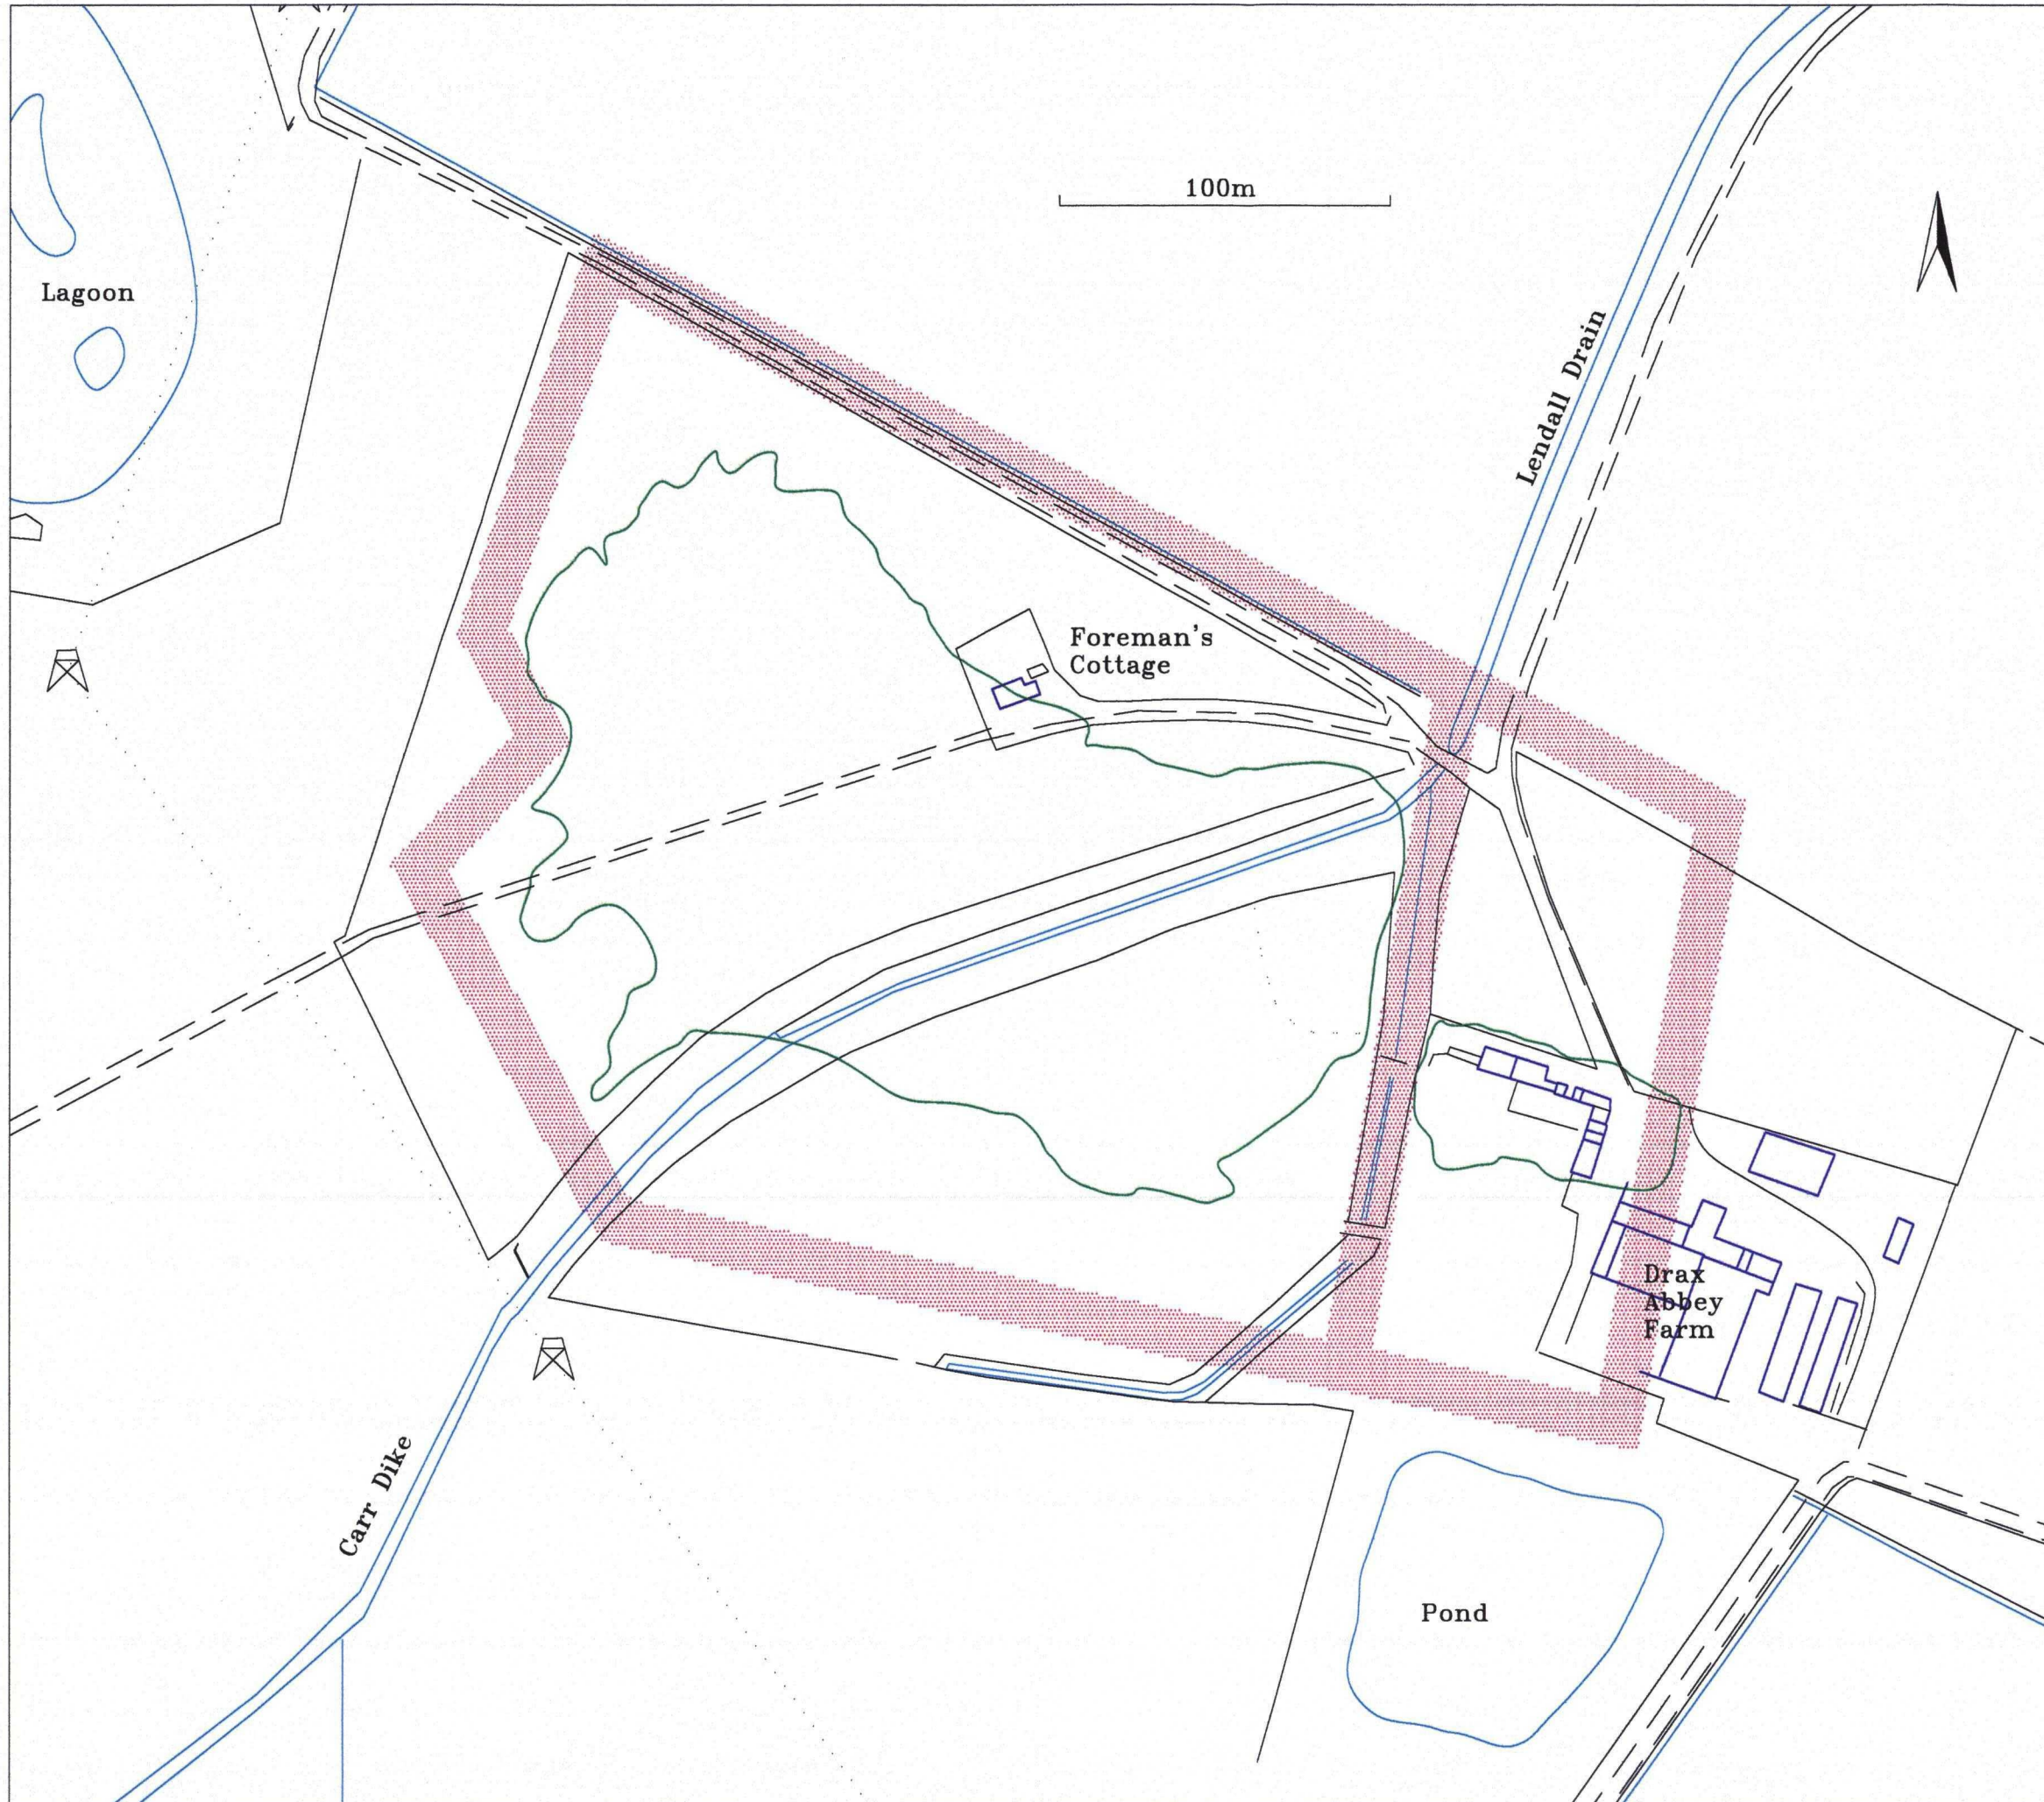 100m
Lagoon
Lendall Drain
Foreman's
Cottage
Drax
Abbey
Farm
Carr Dike
Pond